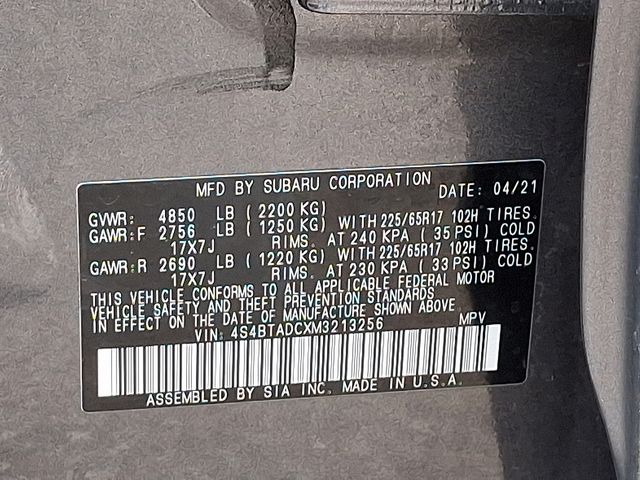 MFD BY SUBARU CORPORATION DATE: 04/21
GVWR: 4850 LB (2200 KG)
GAWR:F 2756 LB (1250 KG) WITH 225/65R17 102H TIRES.
17X7J RIMS. AT 240 KPA (35 PSI) COLD
GAWR:R 2690 LB (1220 KG) WITH 225/65R17 102H TIRES.
17X7J RIMS. AT 230 KPA (33 PSI) COLD
THIS VEHICLE CONFORMS TO ALL APPLICABLE FEDERAL MOTOR
VEHICLE SAFETY AND THEFT PREVENTION STANDARDS
IN EFFECT ON THE DATE OF MANUFACTURE SHOWN ABOVE
VIN: 4S4BTADCXM3213256 MPV
ASSEMBLED BY SIA INC. MADE IN U.S.A.